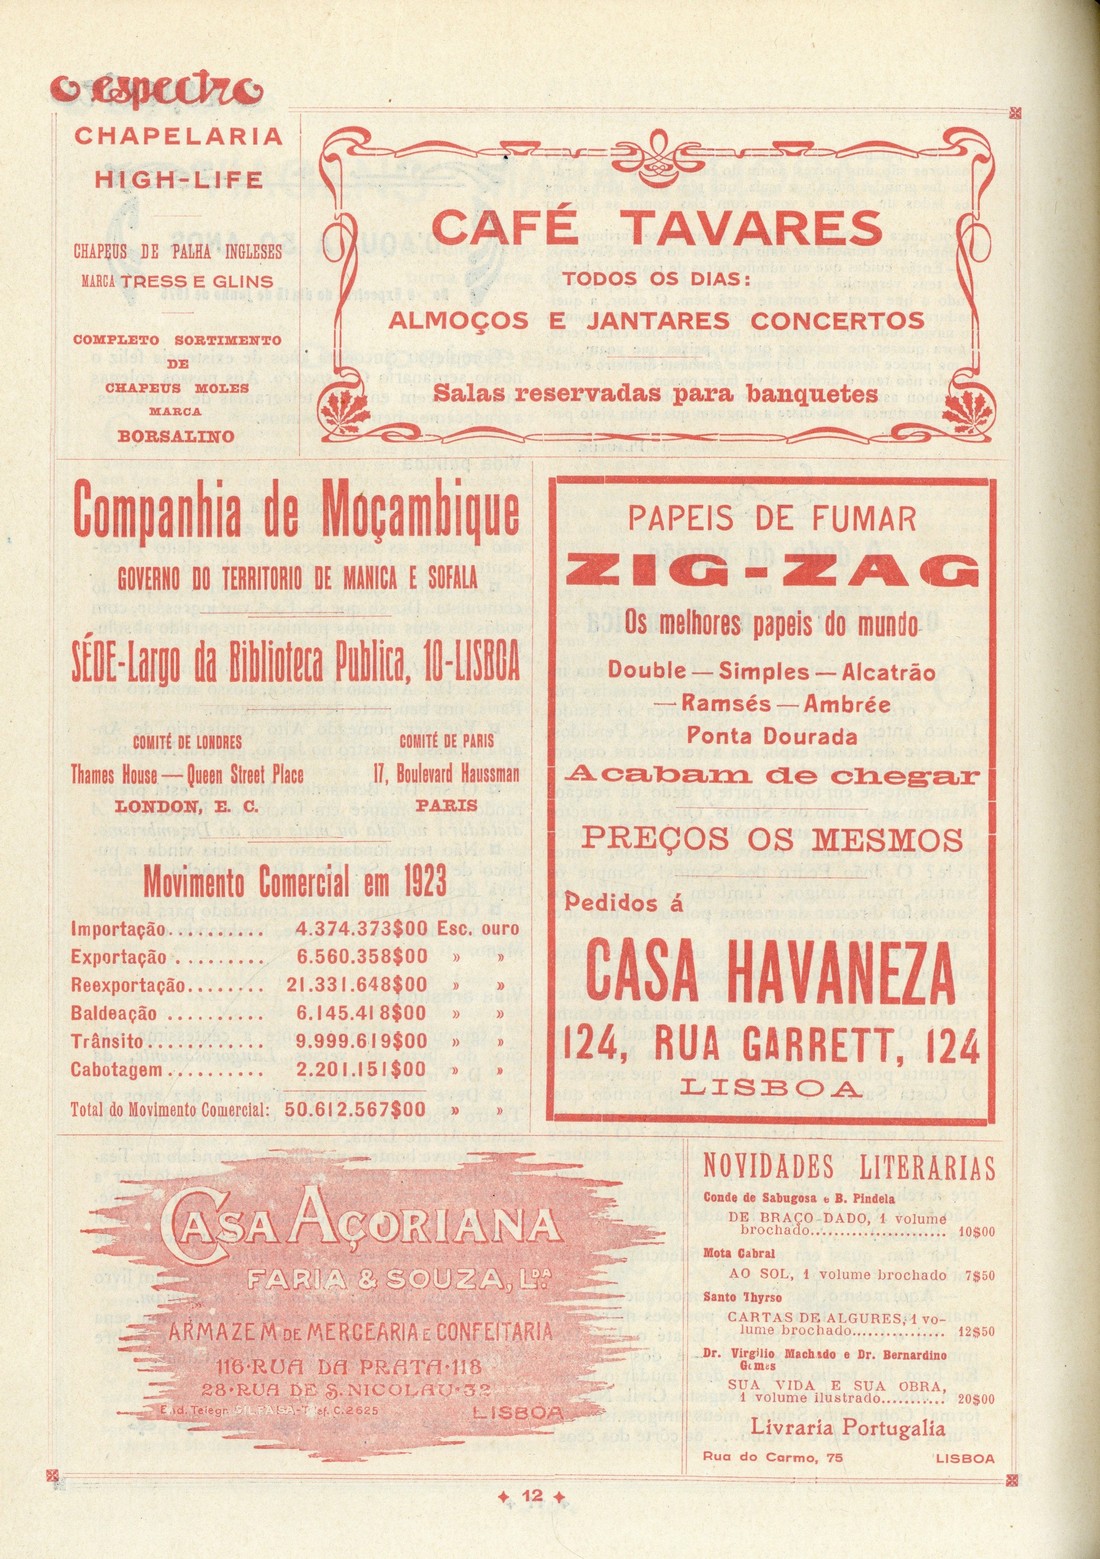 o espectro
CHAPELARIA
HIGH-LIFE
CHAPEUS DE PALHA INGLESES
MARCA TRESS E GLINS
COMPLETO SORTIMENTO
DE
CHAPEUS MOLES
MARCA
BORSALINO
CAFÉ TAVARES
TODOS OS DIAS:
ALMOÇOS E JANTARES CONCERTOS
Salas reservadas para banquetes
Companhia de Moçambique
GOVERNO DO TERRITORIO DE MANICA E SOFALA
SÉDE-Largo da Biblioteca Publica, 10-LISBOA
COMITÉ DE LONDRES
Thames House — Queen Street Place
LONDON, E. C.
COMITÉ DE PARIS
17, Boulevard Haussman
PARIS
Movimento Comercial em 1923
Importação.......... 4.374.373$00 Esc. ouro
Exportação ......... 6.560.358$00 » »
Reexportação........ 21.331.648$00 » »
Baldeação .......... 6.145.418$00 » »
Trânsito............ 9.999.619$00 » »
Cabotagem.......... 2.201.151$00 » »
Total do Movimento Comercial: 50.612.567$00 » »
PAPEIS DE FUMAR
ZIG-ZAG
Os melhores papeis do mundo
Double — Simples — Alcatrão
— Ramsés — Ambrée
Ponta Dourada
Acabam de chegar
PREÇOS OS MESMOS
Pedidos á
CASA HAVANEZA
124, RUA GARRETT, 124
LISBOA
CASA AÇORIANA
FARIA & SOUZA, LDA
ARMAZEM DE MERCEARIA E CONFEITARIA
116·RUA DA PRATA·118
28·RUA DE S. NICOLAU·32
End. Telegr. Telef. C. 2625
LISBOA
NOVIDADES LITERARIAS
Conde de Sabugosa e B. Pindela
DE BRAÇO-DADO, 1 volume
brochado...................... 10$00
Mota Cabral
AO SOL, 1 volume brochado 7$50
Santo Thyrso
CARTAS DE ALGURES, 1 vo-
lume brochado............... 12$50
Dr. Virgilio Machado e Dr. Bernardino
Gomes
SUA VIDA E SUA OBRA,
1 volume ilustrado.......... 20$00
Livraria Portugalia
Rua do Carmo, 75 LISBOA
12